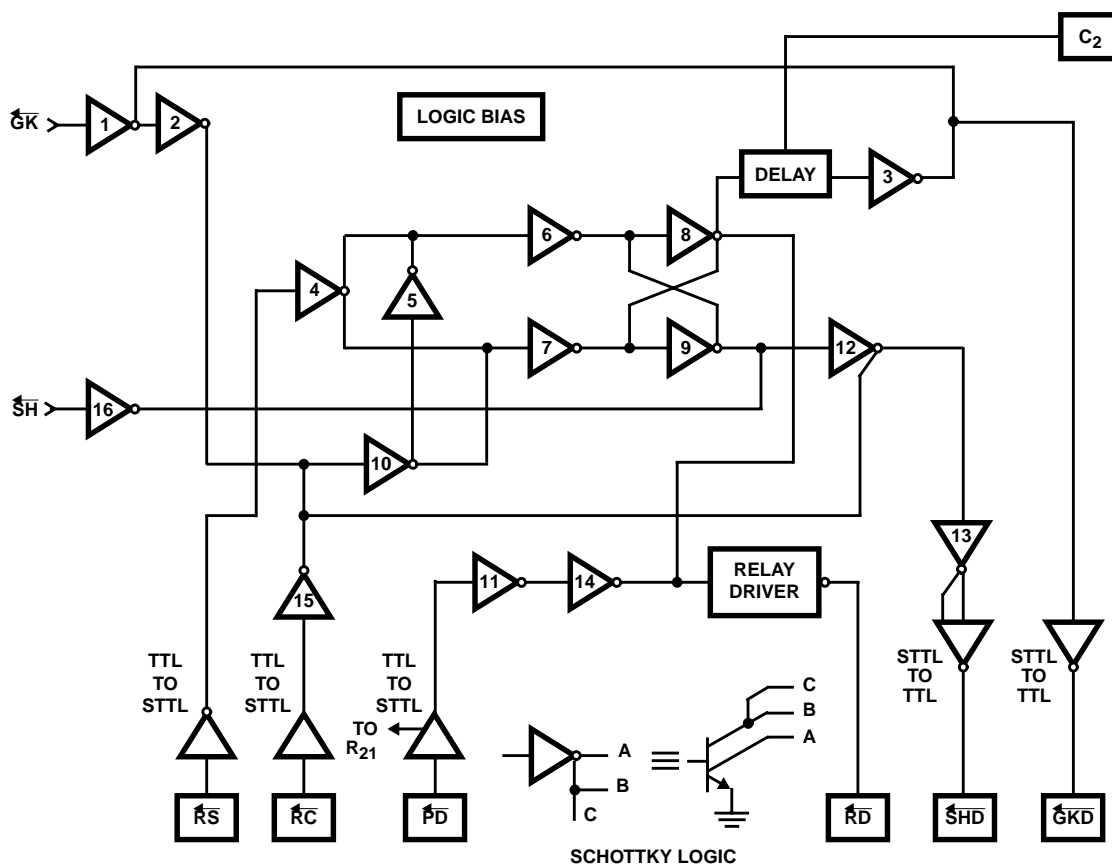 C2
GK
1
2
LOGIC BIAS
DELAY
3
6
8
4
5
7
9
12
SH
16
10
13
11
14
RELAY
DRIVER
15
TTL
TO
STTL
TTL
TO
STTL
TTL
TO
STTL
TO
R21
STTL
TO
TTL
STTL
TO
TTL
C
B
A
A
B
C
RS
RC
PD
RD
SHD
GKD
SCHOTTKY LOGIC